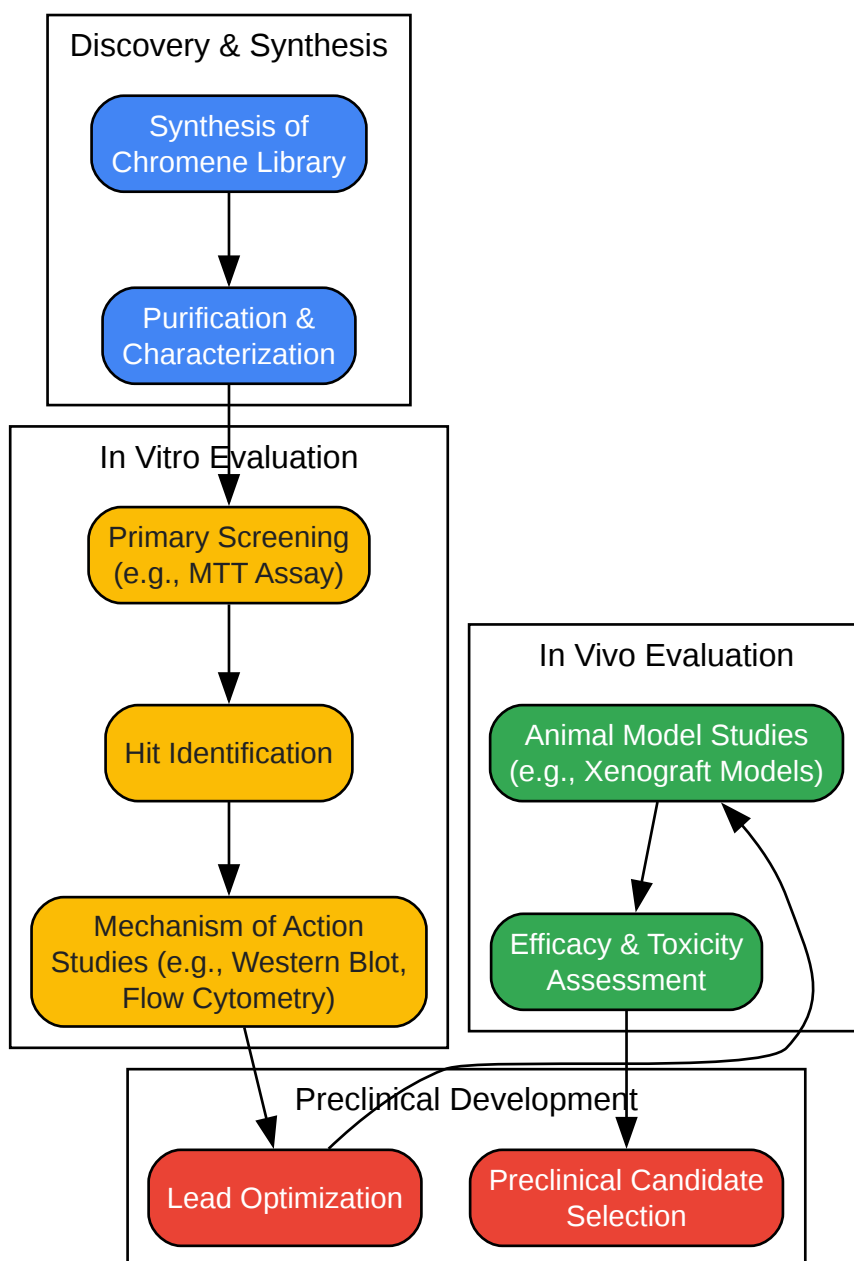 Discovery & Synthesis
Synthesis of
Chromene Library
Purification &
Characterization
In Vitro Evaluation
Primary Screening
(e.g., MTT Assay)
Hit Identification
Mechanism of Action
Studies (e.g., Western Blot,
Flow Cytometry)
In Vivo Evaluation
Animal Model Studies
(e.g., Xenograft Models)
Efficacy & Toxicity
Assessment
Preclinical Development
Lead Optimization
Preclinical Candidate
Selection